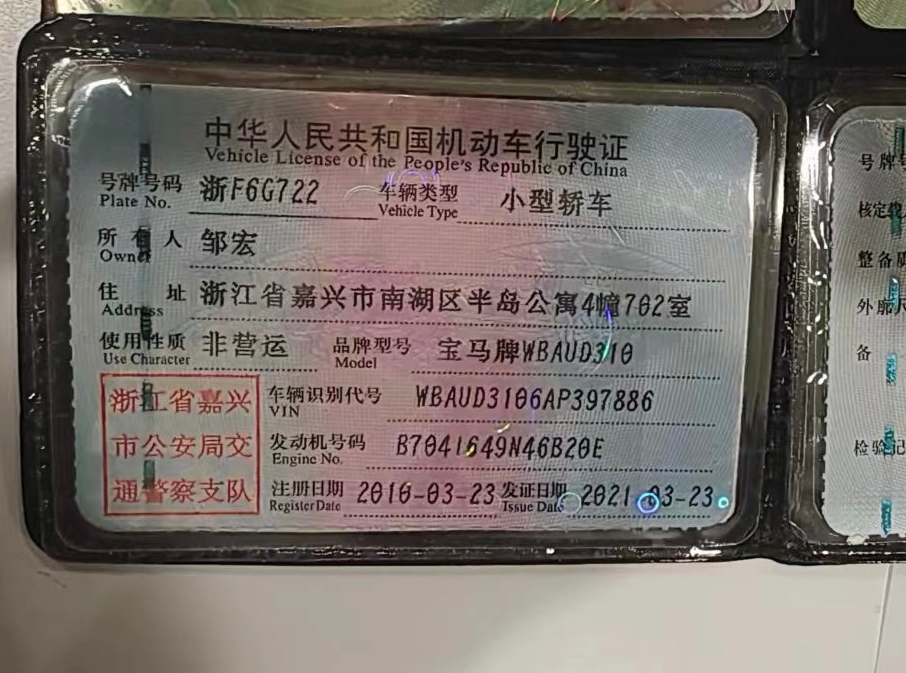 中华人民共和国机动车行驶证
Vehicle License of the People's Republic of China
号牌号码 浙F6G722 车辆类型 小型轿车
Plate No. Vehicle Type
所有人 邹宏
Owner
住址 浙江省嘉兴市南湖区半岛公寓4幢702室
Address
使用性质 非营运 品牌型号 宝马牌WBAUD310
Use Character Model
浙江省嘉兴 车辆识别代号 WBAUD3106AP397886
VIN
市公安局交 发动机号码 B7041649N46B20E
Engine No.
通警察支队 注册日期 2010-03-23 发证日期 2021-03-23
Register Date Issue Date
号牌
核定载
整备质
外廓尺
备
检验记